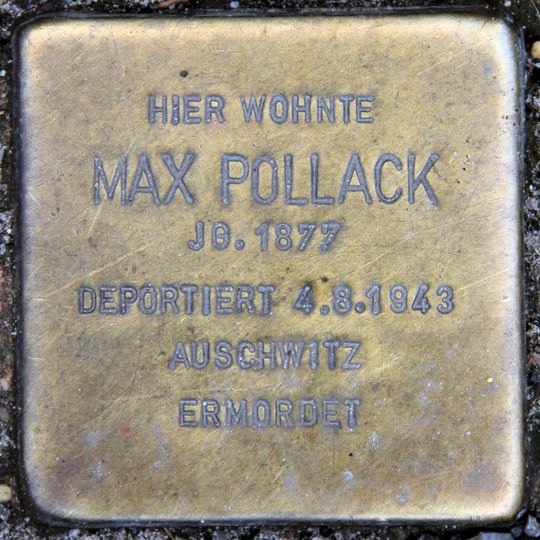 HIER WOHNTE
MAX POLLACK
JG. 1877
DEPORTIERT 4.8.1943
AUSCHWITZ
ERMORDET